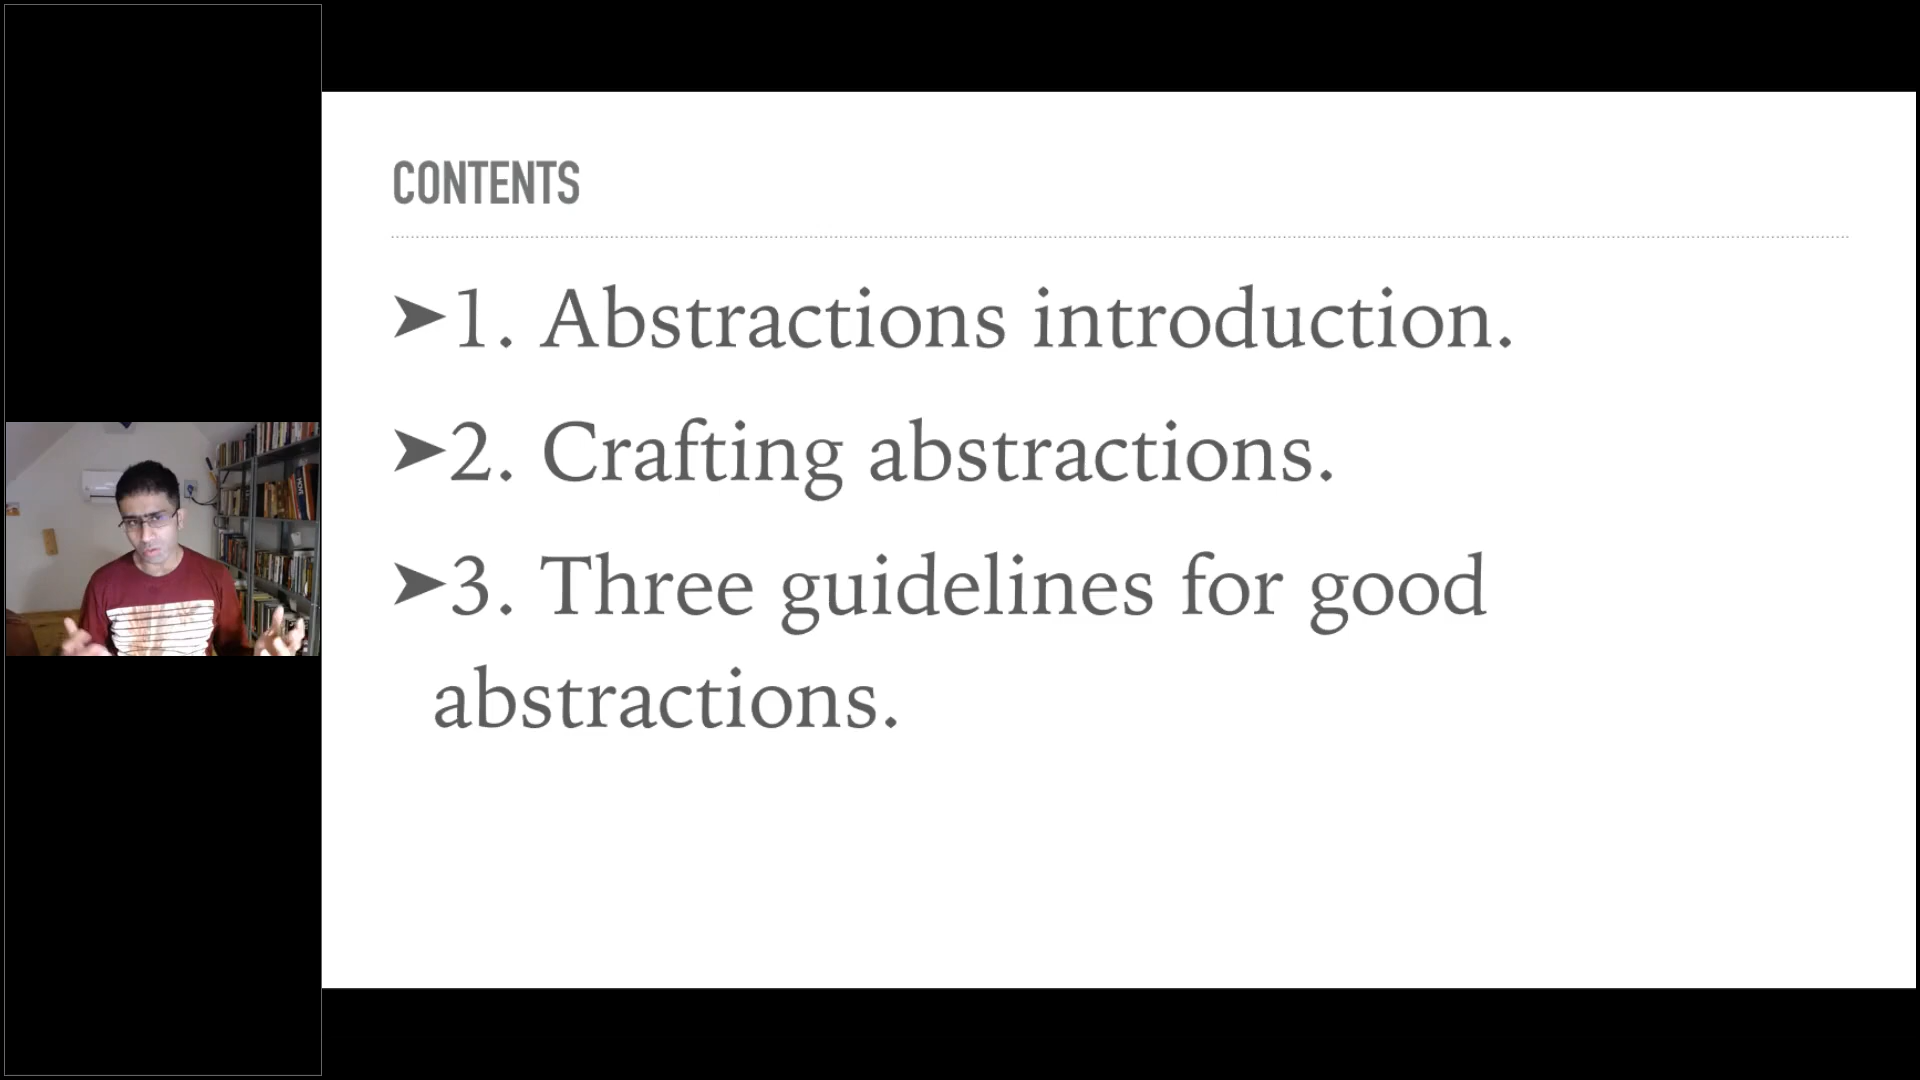 CONTENTS
➤1. Abstractions introduction.
➤2. Crafting abstractions.
➤3. Three guidelines for good
abstractions.